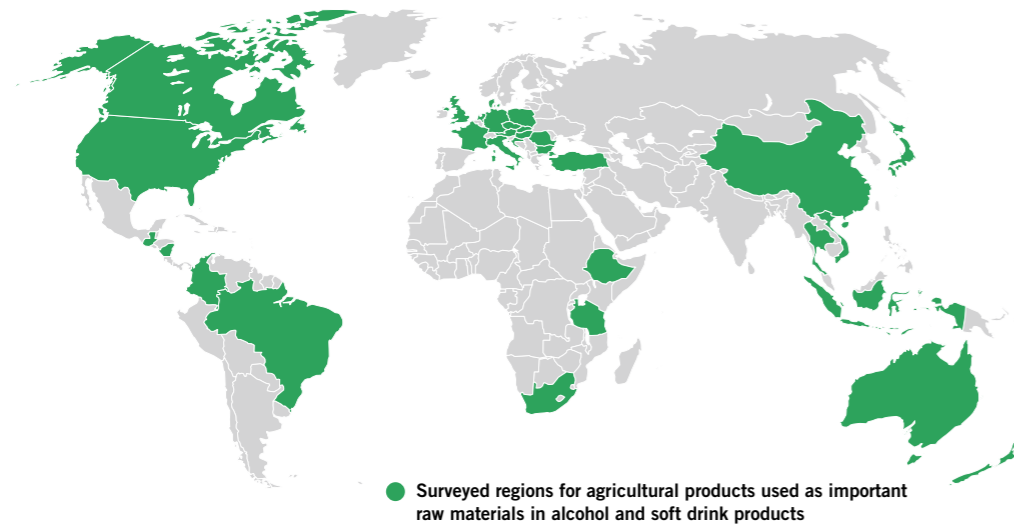 Surveyed regions for agricultural products used as important
raw materials in alcohol and soft drink products